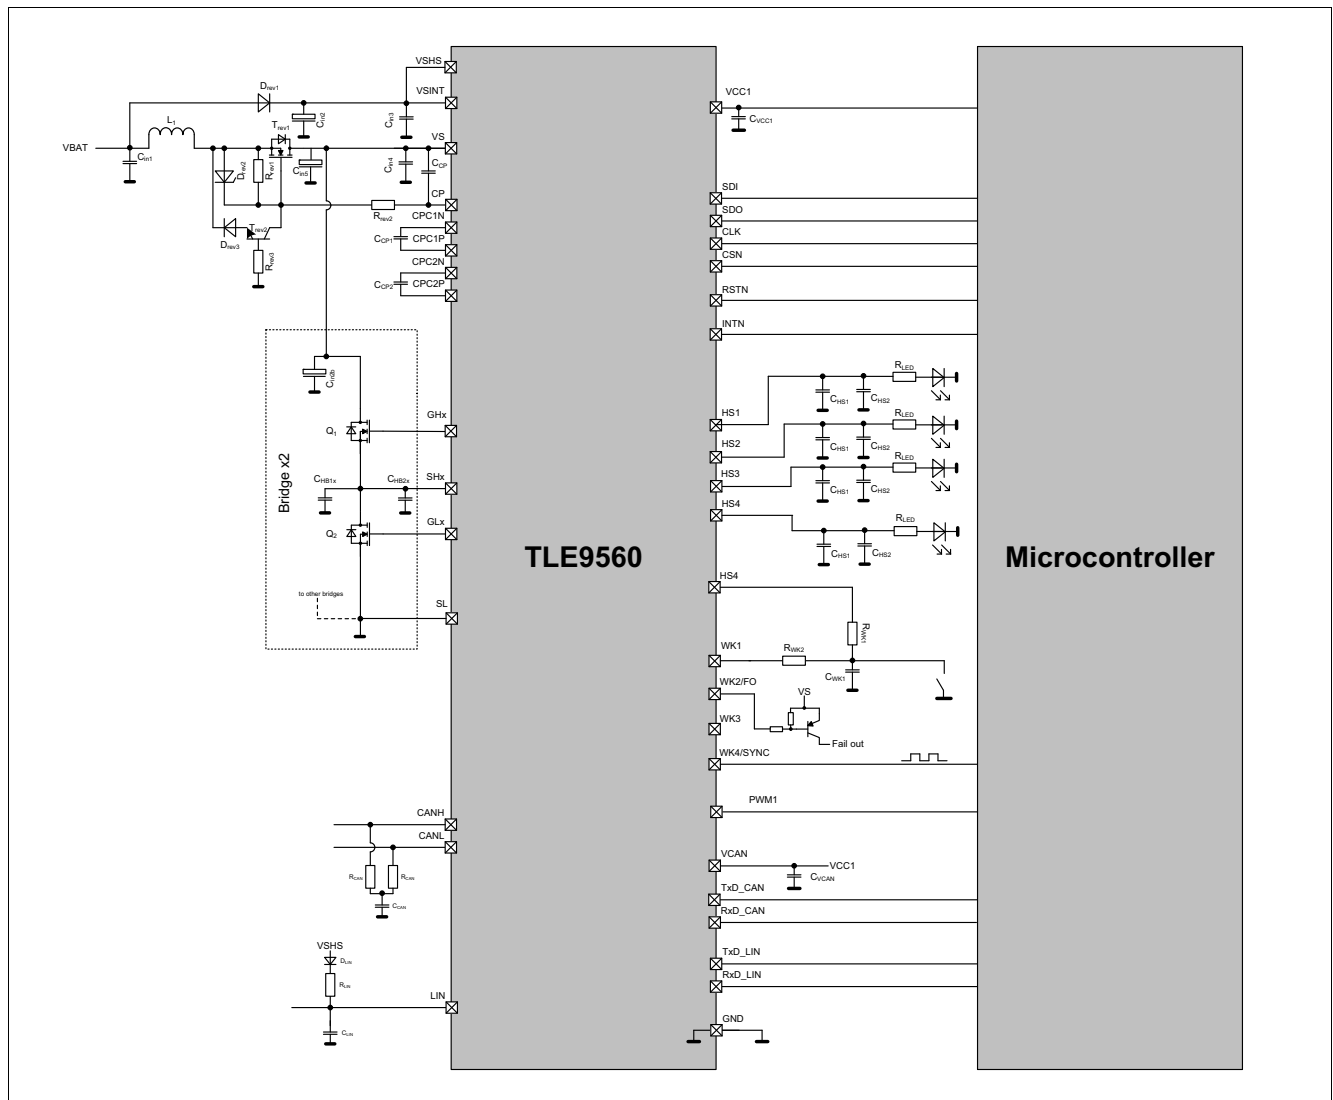 VSHS
VSINT
VS
CP
CPC1N
CPC1P
CPC2N
CPC2P
Drev1
Cin2
Cin3
L1
VBAT
Cin1
Trev1
Drev2
Rrev1
Cin5
Cin4
CCP
Rrev2
Trev2
Drev3
Rrev3
CCP1
CCP2
Bridge x2
Cin2b
Q1
GHx
CHB1x
CHB2x
SHx
Q2
GLx
to other bridges
SL
CANH
CANL
RCAN
RCAN
CCAN
VSHS
DLIN
RLIN
LIN
CLIN
TLE9560
VCC1
CVCC1
SDI
SDO
CLK
CSN
RSTN
INTN
HS1
CHS1
CHS2
RLED
HS2
CHS1
CHS2
RLED
HS3
CHS1
CHS2
RLED
HS4
CHS1
CHS2
RLED
HS4
RWK1
WK1
RWK2
CWK1
WK2/FO
VS
WK3
Fail out
WK4/SYNC
PWM1
VCAN
VCC1
CVCAN
TxD_CAN
RxD_CAN
TxD_LIN
RxD_LIN
GND
Microcontroller